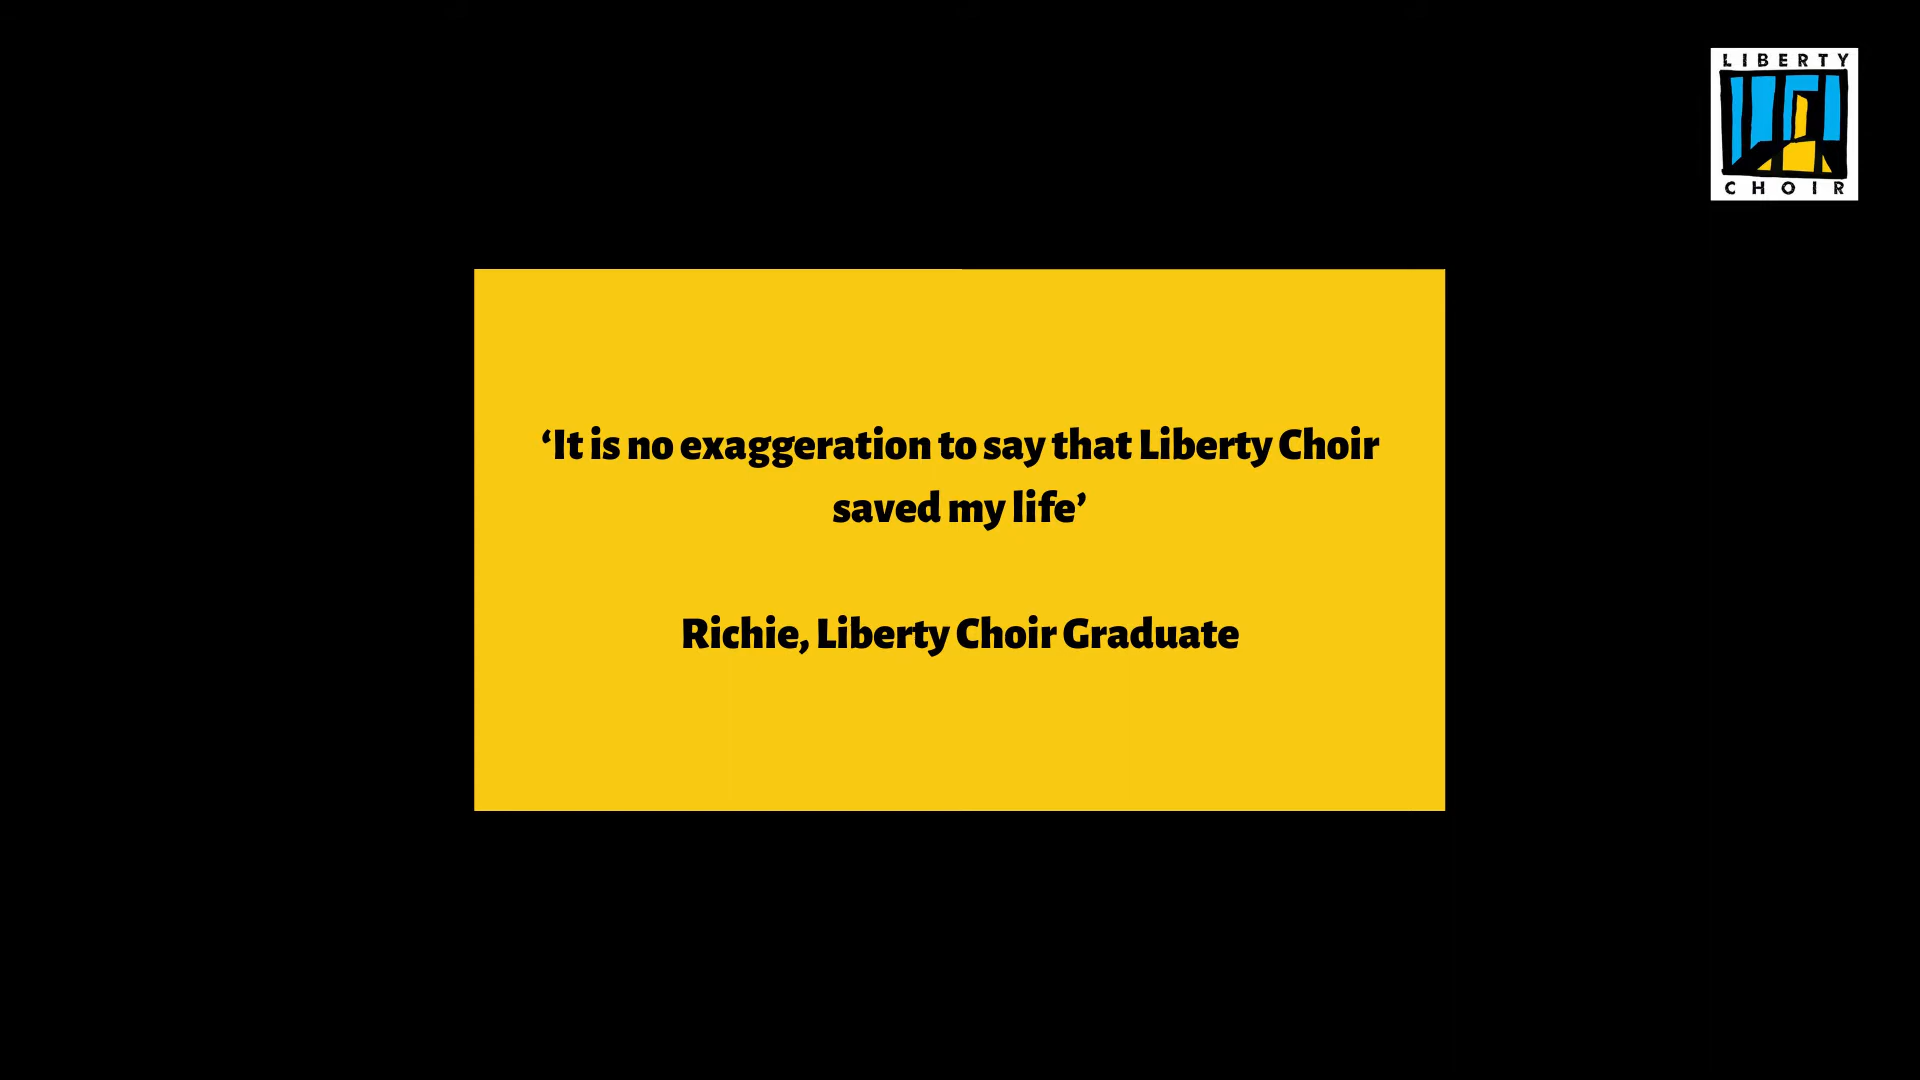 LIBERTY
CHOIR
‘It is no exaggeration to say that Liberty Choir
saved my life’
Richie, Liberty Choir Graduate